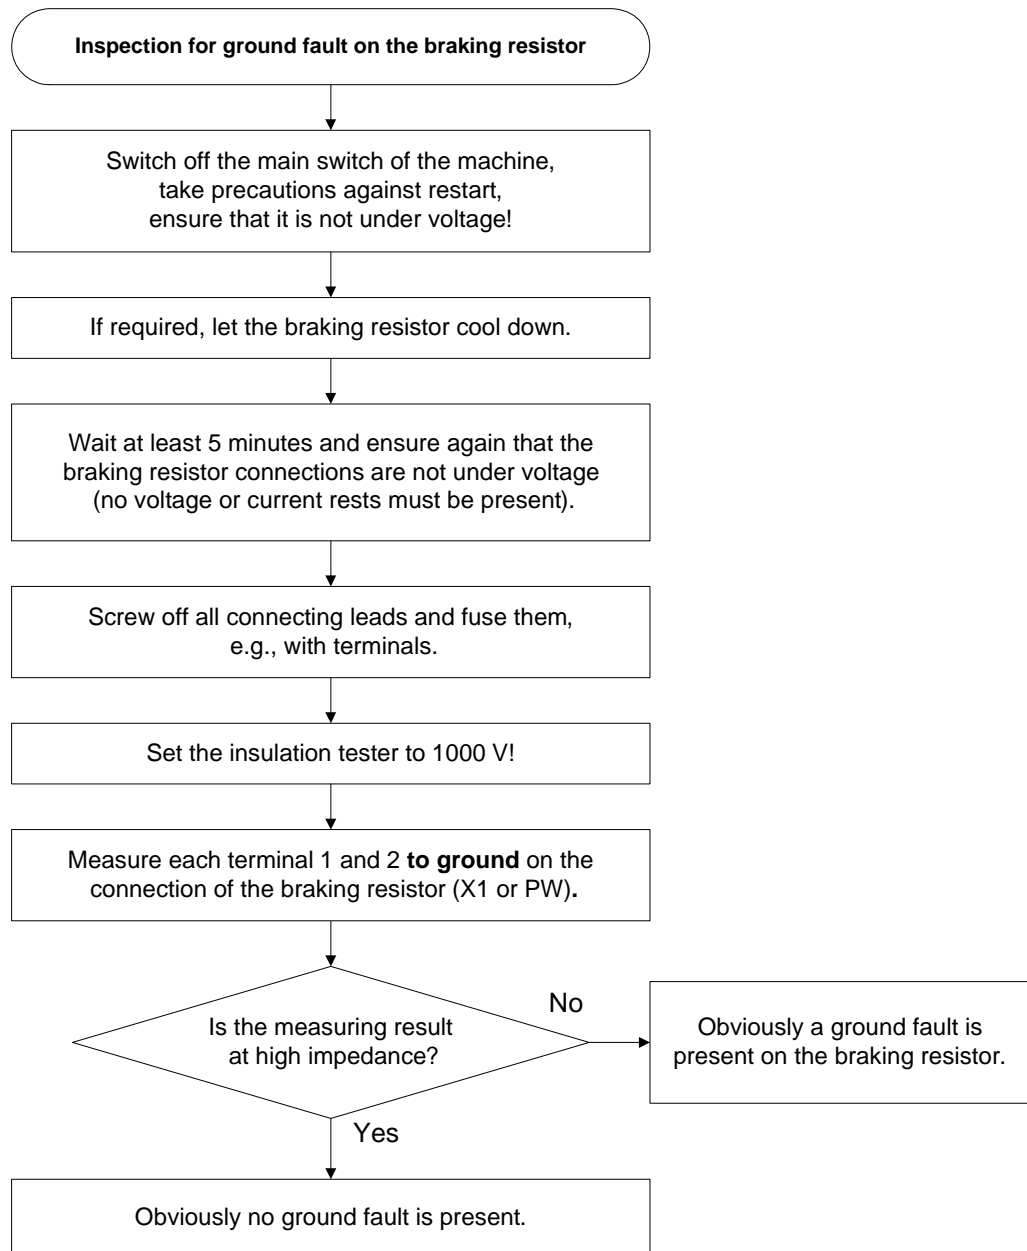 Inspection for ground fault on the braking resistor
Switch off the main switch of the machine,
take precautions against restart,
ensure that it is not under voltage!
If required, let the braking resistor cool down.
Wait at least 5 minutes and ensure again that the
braking resistor connections are not under voltage
(no voltage or current rests must be present).
Screw off all connecting leads and fuse them,
e.g., with terminals.
Set the insulation tester to 1000 V!
Measure each terminal 1 and 2 to ground on the
connection of the braking resistor (X1 or PW).
Is the measuring result
at high impedance?
No
Obviously a ground fault is
present on the braking resistor.
Yes
Obviously no ground fault is present.